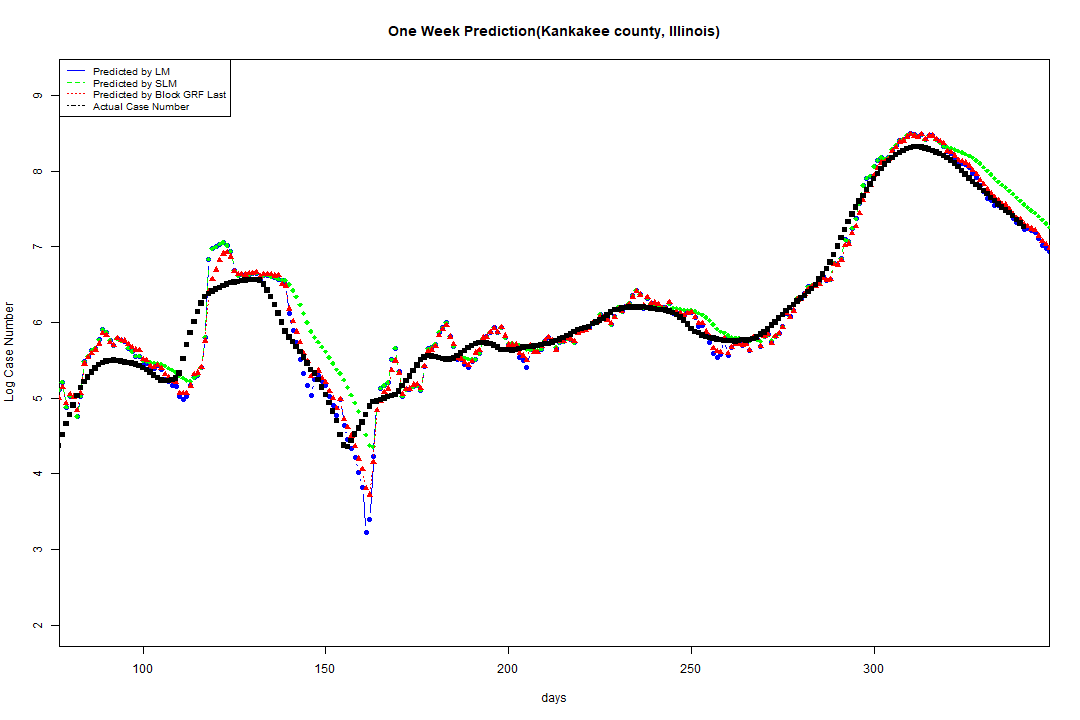 One Week Prediction(Kankakee county, Illinois)
Predicted by LM
Predicted by SLM
Predicted by Block GRF Last
Actual Case Number
9
8
7
6
5
4
3
2
Log Case Number
100 150 200 250 300
days